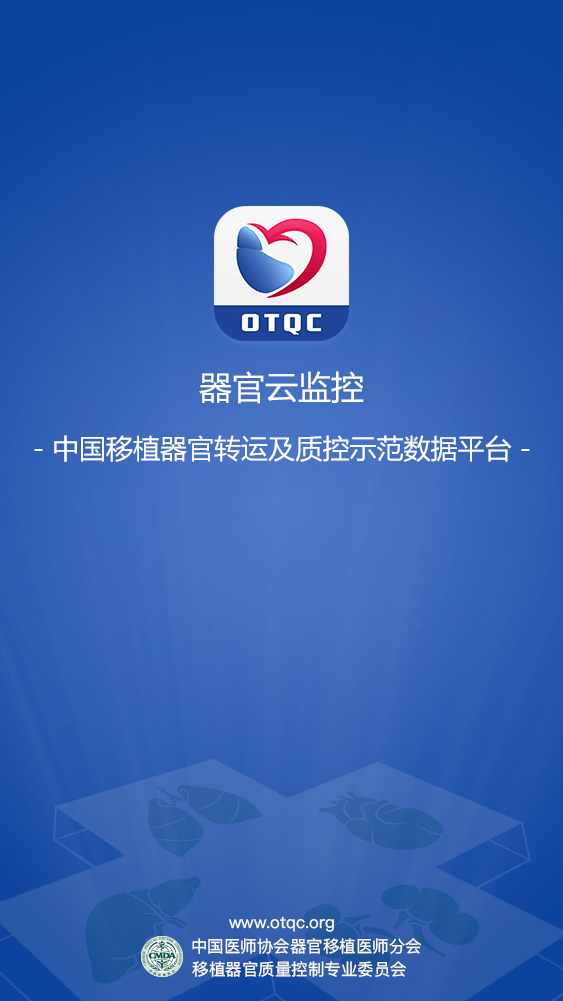 OTQC
器官云监控
- 中国移植器官转运及质控示范数据平台 -
www.otqc.org
CMDA
中国医师协会器官移植医师分会
移植器官质量控制专业委员会